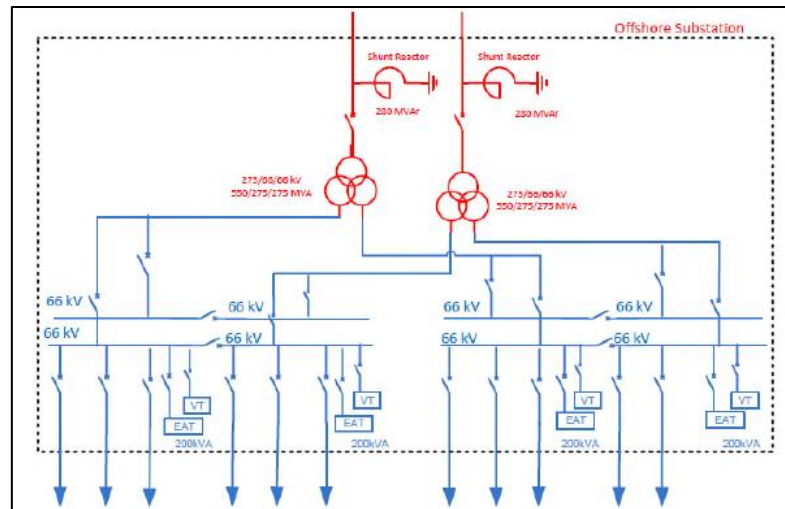 Offshore Substation
Shunt Reactor
Shunt Reactor
280 MVAr
280 MVAr
275/66/66 kV
550/275/275 MVA
275/66/66 kV
550/275/275 MVA
66 kV
66 kV
66 kV
66 kV
66 kV
66 kV
66 kV
66 kV
VT
VT
VT
VT
EAT
EAT
EAT
EAT
200kVA
200kVA
200kVA
200kVA